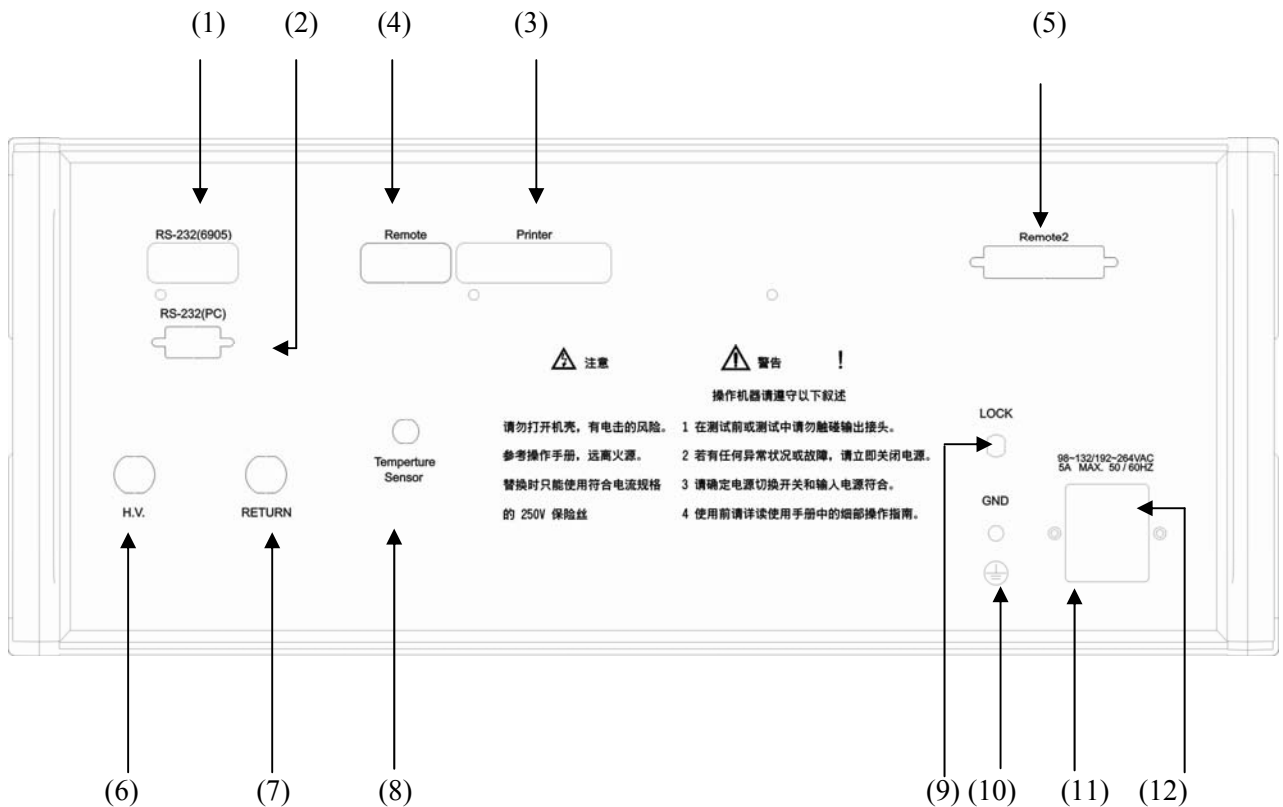 (1) (2) (4) (3) (5)
RS-232(6905) Remote Printer Remote2
RS-232(PC)
注意
请勿打开机壳，有电击的风险。
参考操作手册，远离火源。
替换时只能使用符合电流规格
的 250V 保险丝
警告 !
操作机器请遵守以下叙述
1 在测试前或测试中请勿触碰输出接头。
2 若有任何异常状况或故障，请立即关闭电源。
3 请确定电源切换开关和输入电源符合。
4 使用前请详读使用手册中的细部操作指南。
Temperture
Sensor
H.V. RETURN
LOCK
GND
98~132/192~264VAC
5A MAX. 50 / 60HZ
(6) (7) (8) (9) (10) (11) (12)